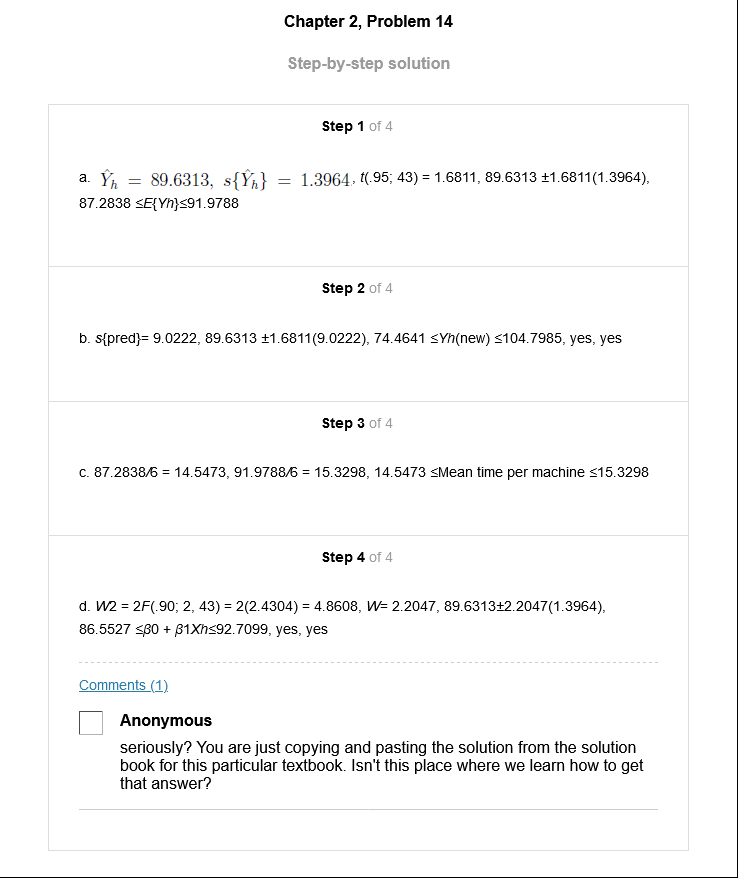 Chapter 2, Problem 14
Step-by-step solution
Step 1 of 4
a. Ŷh = 89.6313, s{Ŷh} = 1.3964, t(.95; 43) = 1.6811, 89.6313 ±1.6811(1.3964),
87.2838 ≤E{Yh}≤91.9788
Step 2 of 4
b. s{pred}= 9.0222, 89.6313 ±1.6811(9.0222), 74.4641 ≤Yh(new) ≤104.7985, yes, yes
Step 3 of 4
c. 87.2838/6 = 14.5473, 91.9788/6 = 15.3298, 14.5473 ≤Mean time per machine ≤15.3298
Step 4 of 4
d. W2 = 2F(.90; 2, 43) = 2(2.4304) = 4.8608, W= 2.2047, 89.6313±2.2047(1.3964),
86.5527 ≤β0 + β1Xh≤92.7099, yes, yes
Comments (1)
Anonymous
seriously? You are just copying and pasting the solution from the solution
book for this particular textbook. Isn't this place where we learn how to get
that answer?